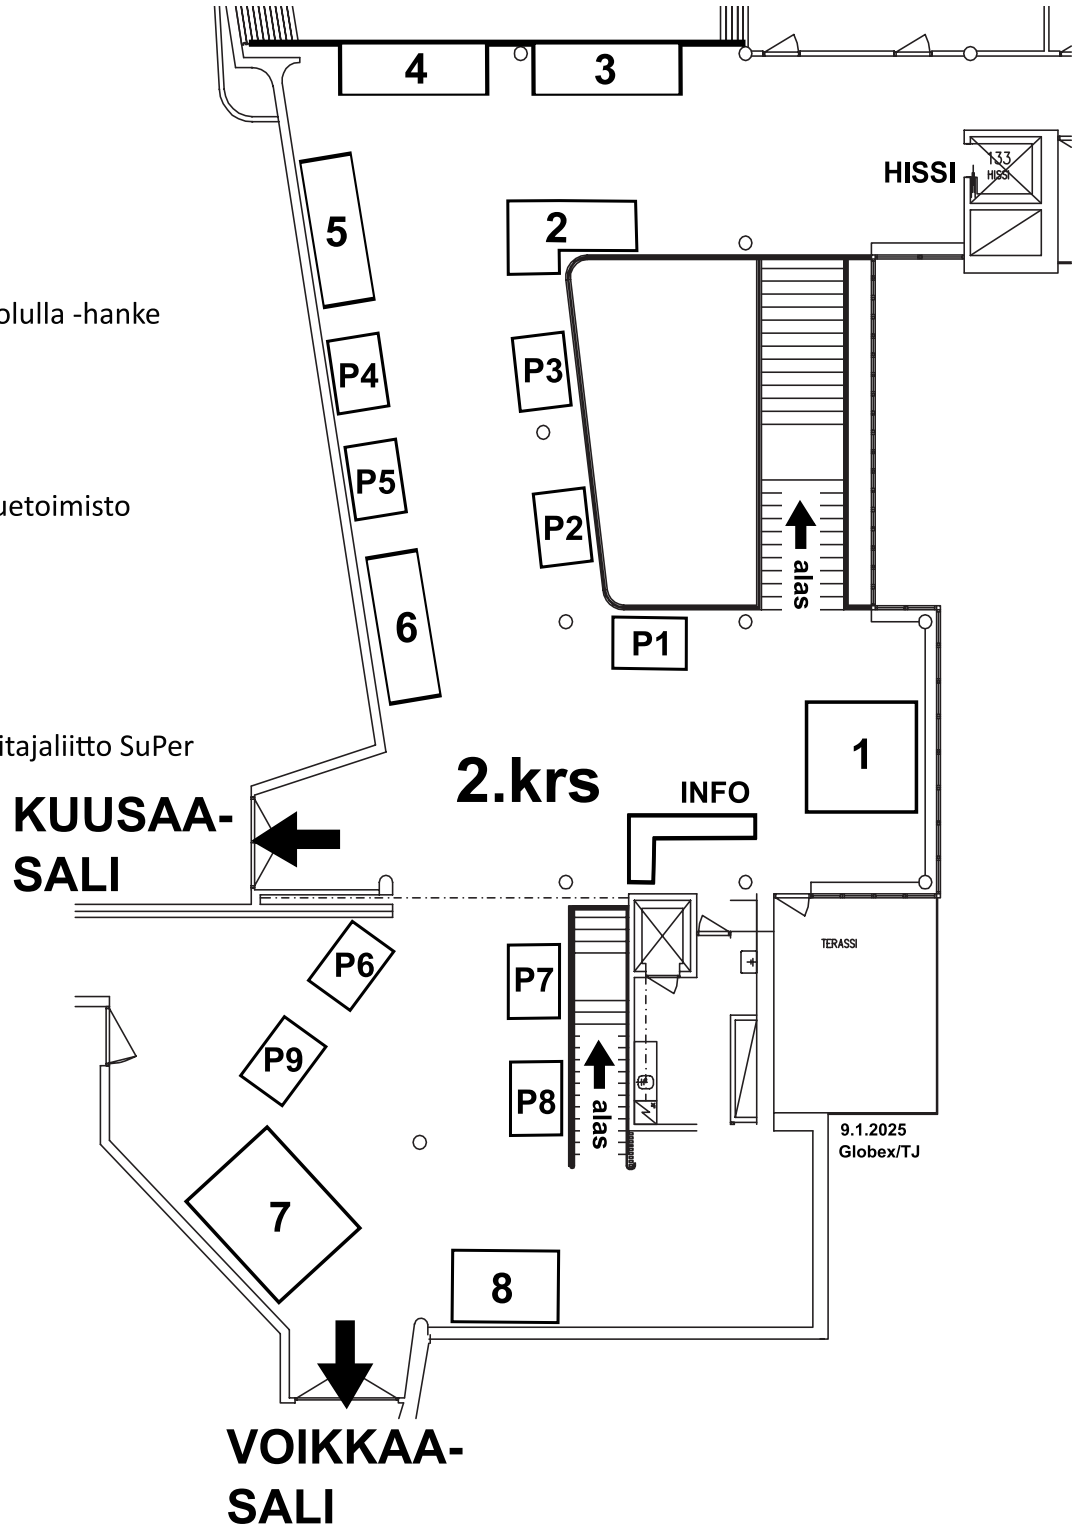 4
3
133
HISSI
HISSI
5
2
olulla -hanke
P4
P3
P5
uetoimisto
P2
alas
6
P1
itajaliitto SuPer
1
2.krs
INFO
KUUSAA-
SALI
TERASSI
P6
P7
P9
P8
alas
9.1.2025
Globex/TJ
7
8
VOIKKAA-
SALI